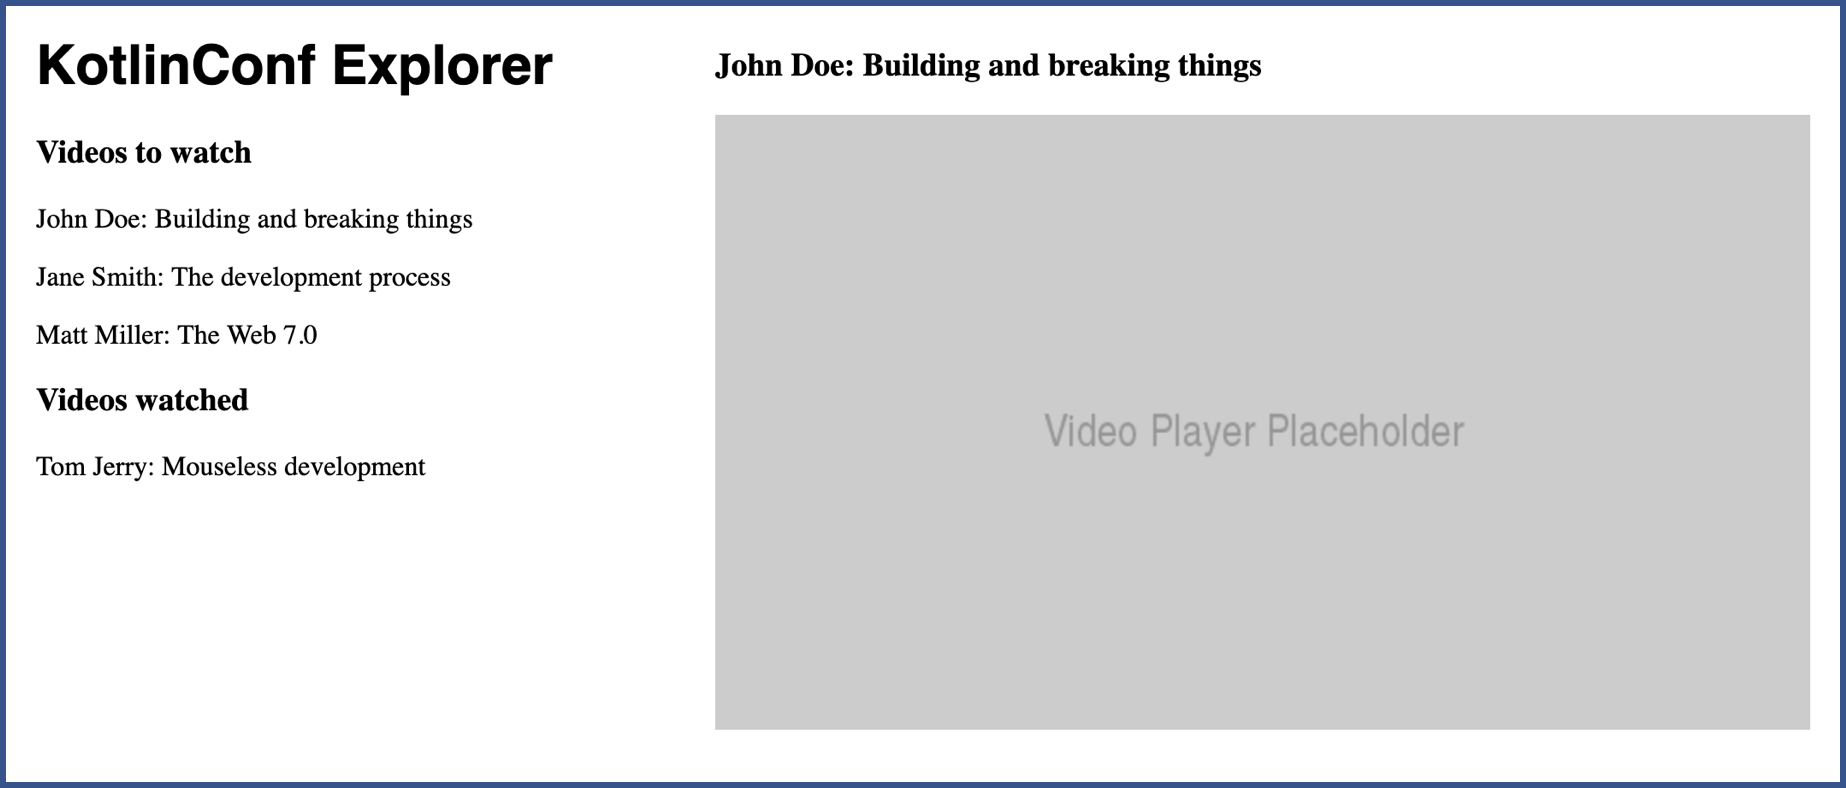 KotlinConf Explorer
Videos to watch
John Doe: Building and breaking things
Jane Smith: The development process
Matt Miller: The Web 7.0
Videos watched
Tom Jerry: Mouseless development
John Doe: Building and breaking things
Video Player Placeholder